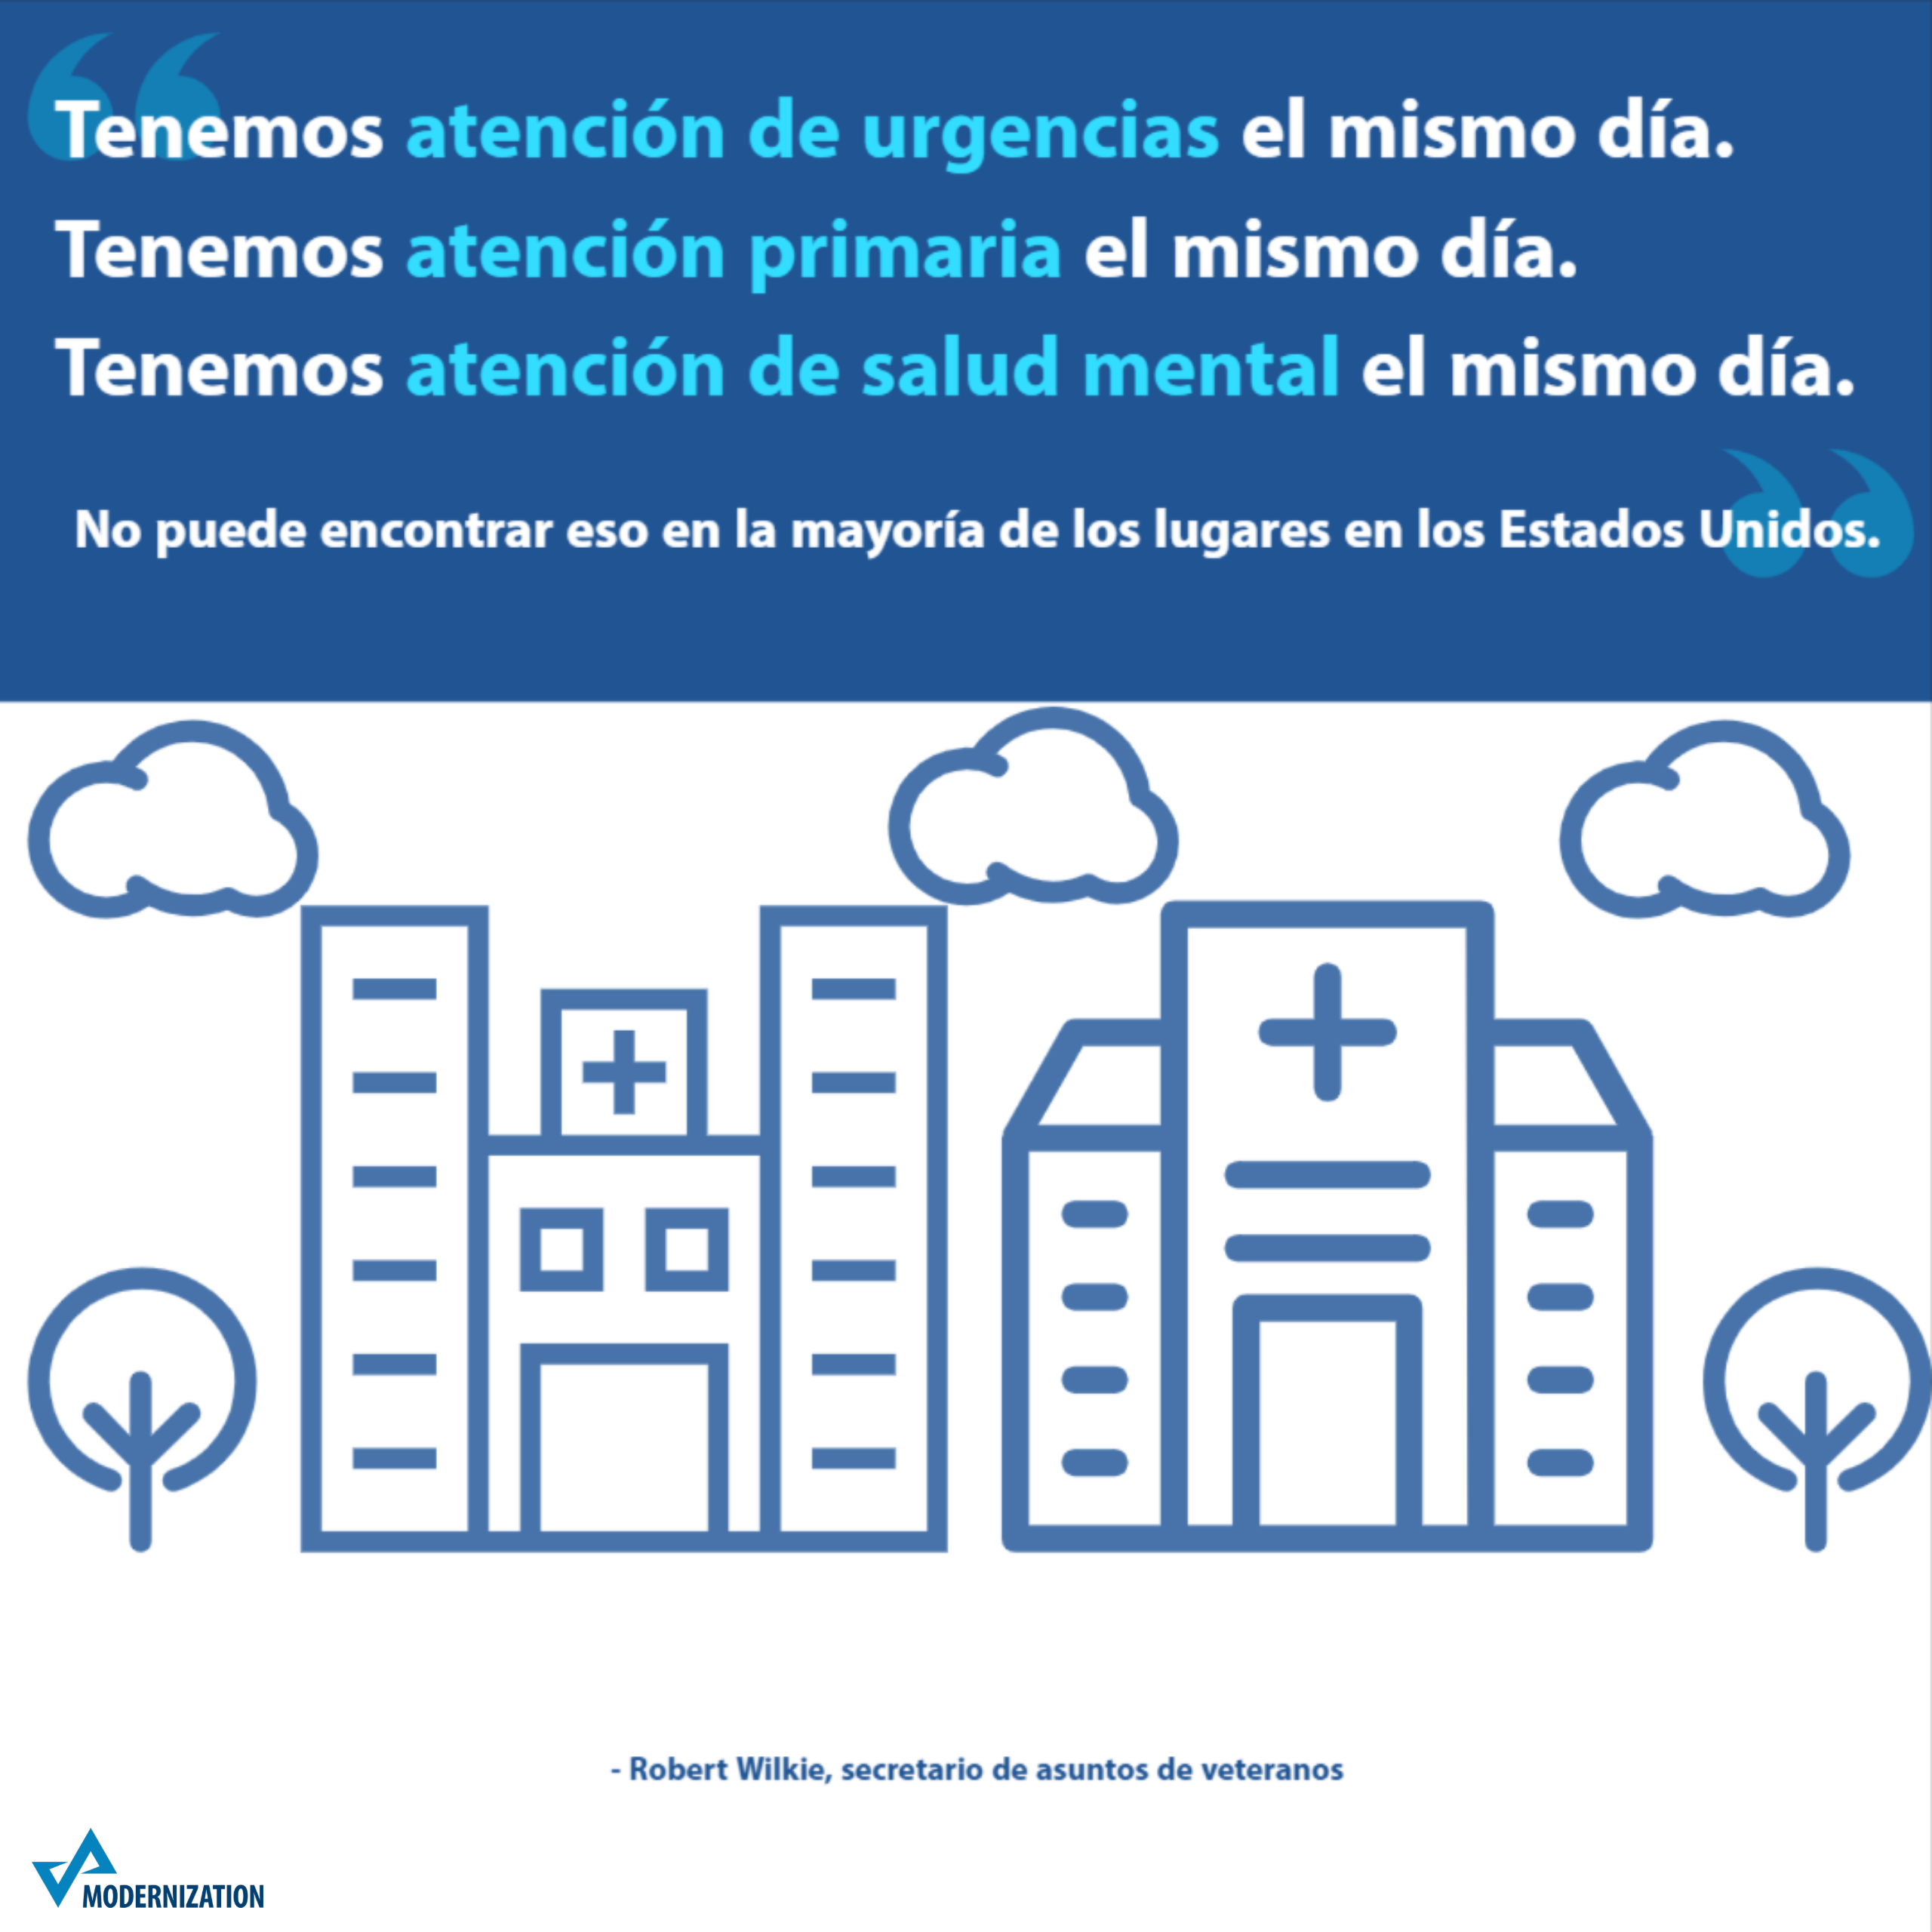 Tenemos atención de urgencias el mismo día.
Tenemos atención primaria el mismo día.
Tenemos atención de salud mental el mismo día.
No puede encontrar eso en la mayoría de los lugares en los Estados Unidos.
- Robert Wilkie, secretario de asuntos de veteranos
VA
MODERNIZATION